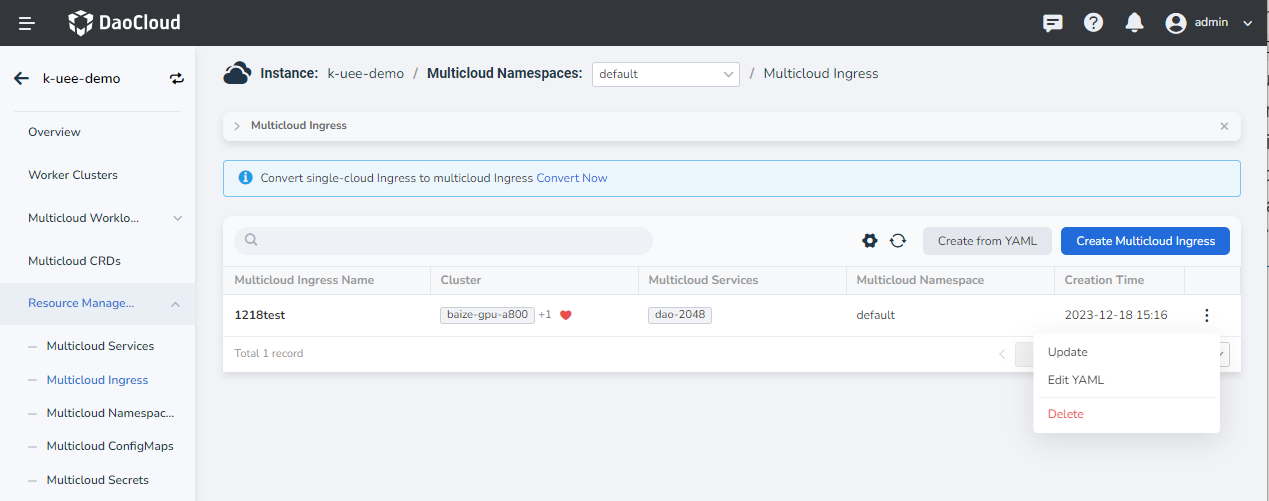 DaoCloud
admin
k-uee-demo
Instance: k-uee-demo / Multicloud Namespaces: default / Multicloud Ingress
Overview
Worker Clusters
Multicloud Worklo...
Multicloud CRDs
Resource Manage...
Multicloud Services
Multicloud Ingress
Multicloud Namespac...
Multicloud ConfigMaps
Multicloud Secrets
Multicloud Ingress
Convert single-cloud Ingress to multicloud Ingress Convert Now
Create from YAML
Create Multicloud Ingress
Multicloud Ingress Name Cluster Multicloud Services Multicloud Namespace Creation Time
1218test baize-gpu-a800 +1 dao-2048 default 2023-12-18 15:16
Total 1 record
Update
Edit YAML
Delete